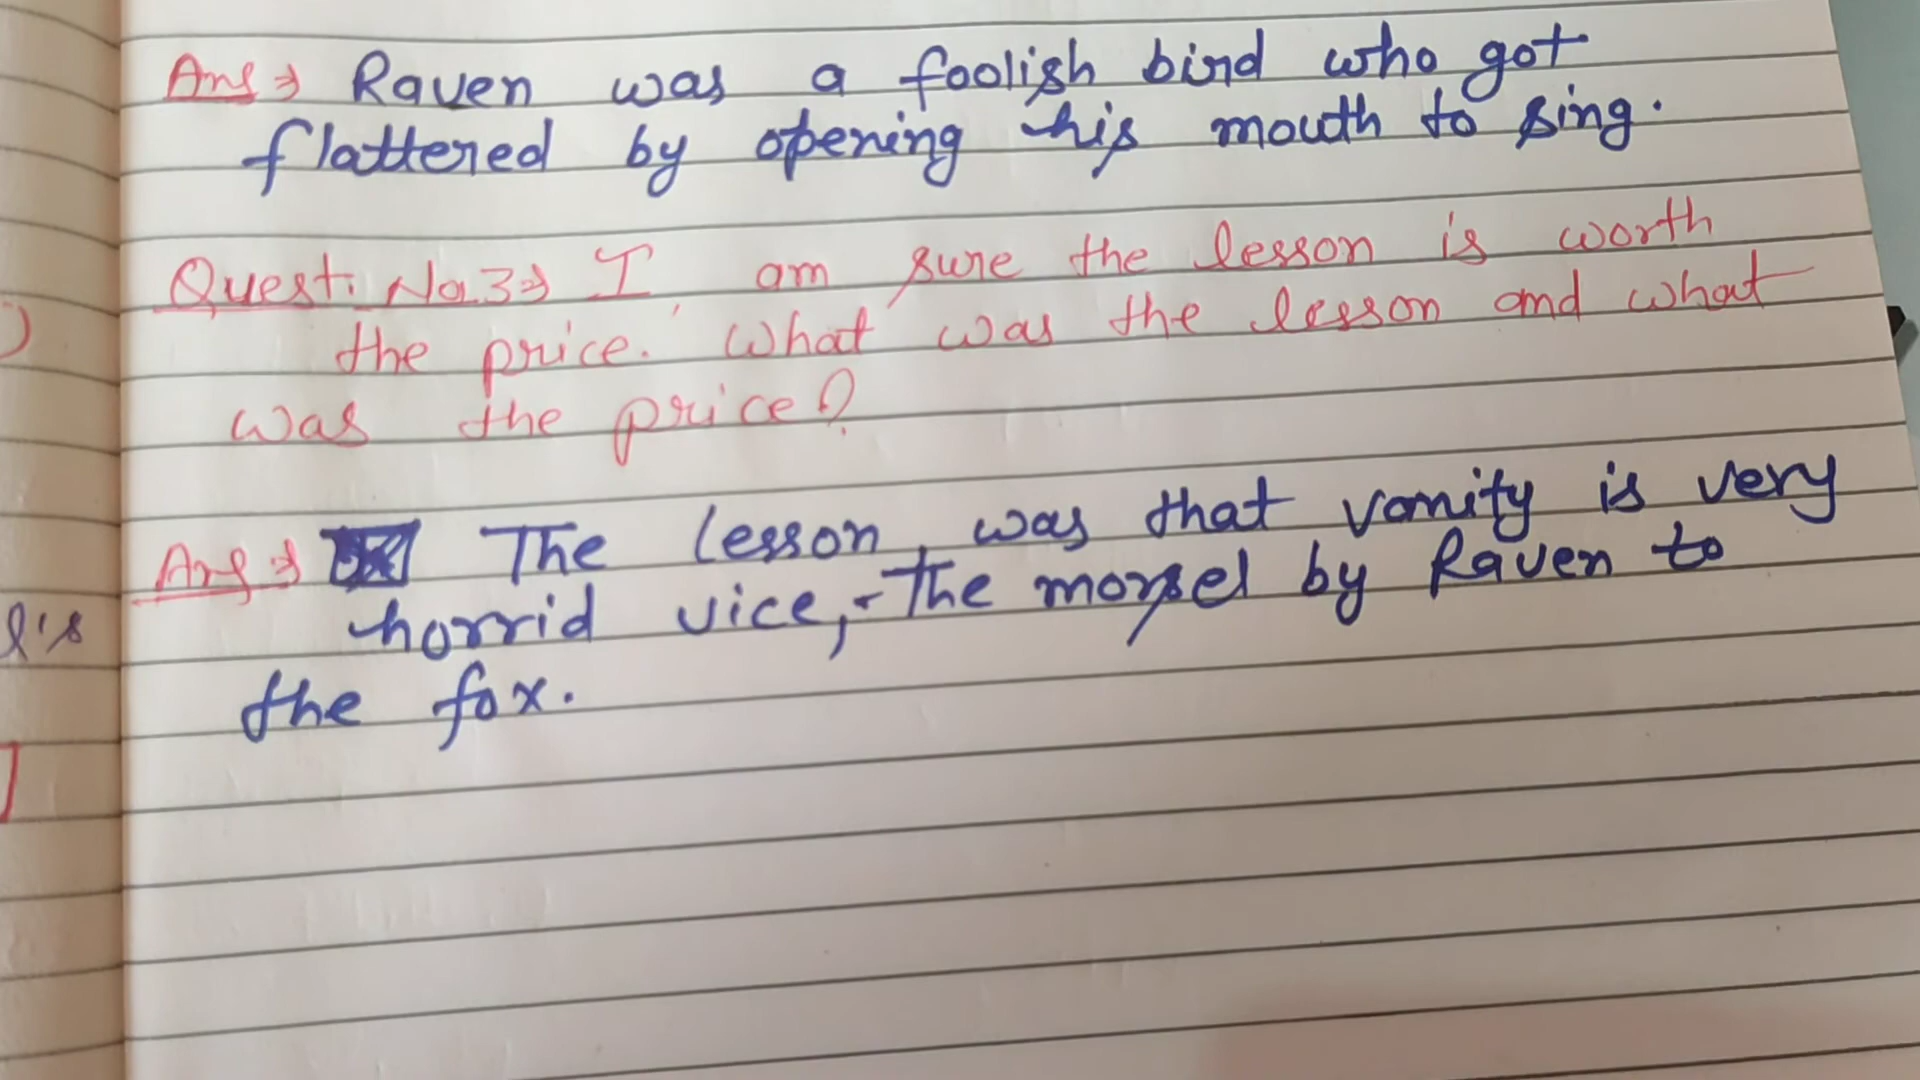 Ans → Raven was a foolish bird who got
flattered by opening his mouth to sing.
Quest. No.3 → I am sure the lesson is worth
the price.' What was the lesson and what
was the price?
Ans → The lesson was that vanity is very
horrid vice, - The morsel by Raven to
l's
the fox.